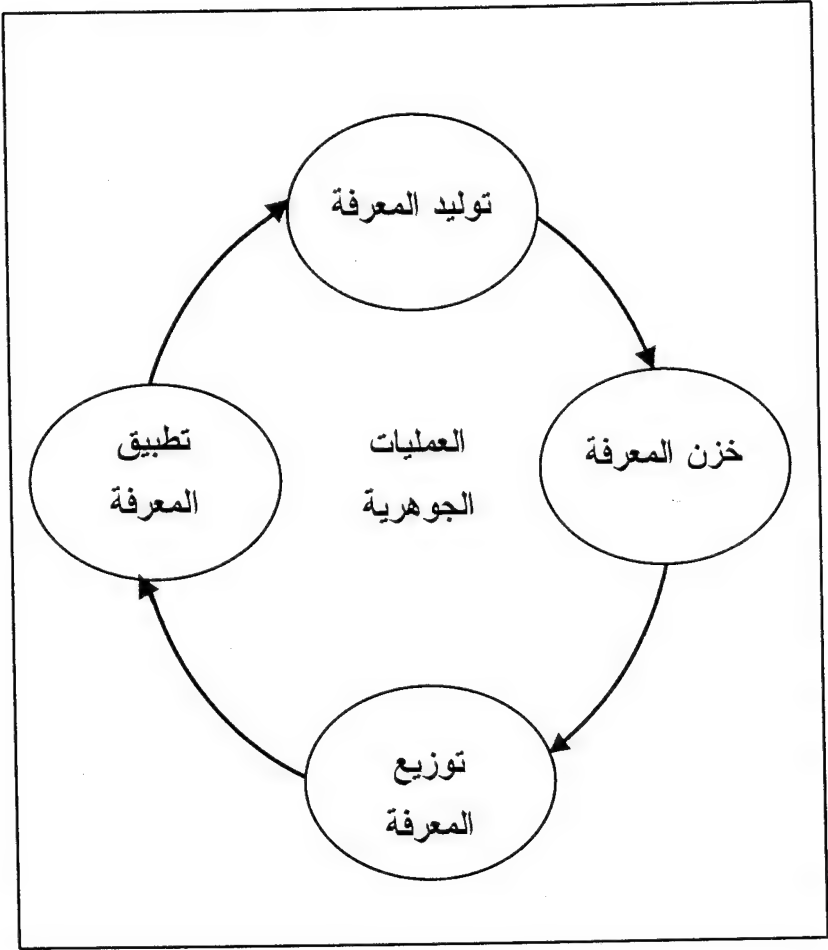 توليد المعرفة
خزن المعرفة
العمليات
الجوهرية
تطبيق
المعرفة
توزيع
المعرفة